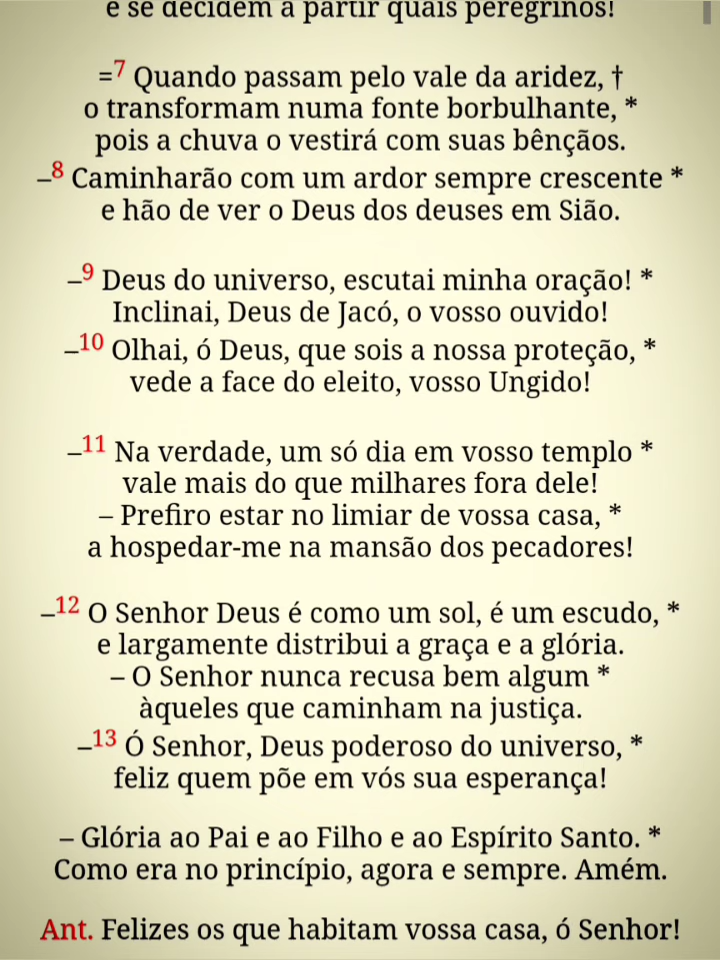 e se decidem a partir quais peregrinos!
=7 Quando passam pelo vale da aridez, †
o transformam numa fonte borbulhante, *
pois a chuva o vestirá com suas bênçãos.
–8 Caminharão com um ardor sempre crescente *
e hão de ver o Deus dos deuses em Sião.
–9 Deus do universo, escutai minha oração! *
Inclinai, Deus de Jacó, o vosso ouvido!
–10 Olhai, ó Deus, que sois a nossa proteção, *
vede a face do eleito, vosso Ungido!
–11 Na verdade, um só dia em vosso templo *
vale mais do que milhares fora dele!
– Prefiro estar no limiar de vossa casa, *
a hospedar-me na mansão dos pecadores!
–12 O Senhor Deus é como um sol, é um escudo, *
e largamente distribui a graça e a glória.
– O Senhor nunca recusa bem algum *
àqueles que caminham na justiça.
–13 Ó Senhor, Deus poderoso do universo, *
feliz quem põe em vós sua esperança!
– Glória ao Pai e ao Filho e ao Espírito Santo. *
Como era no princípio, agora e sempre. Amém.
Ant. Felizes os que habitam vossa casa, ó Senhor!